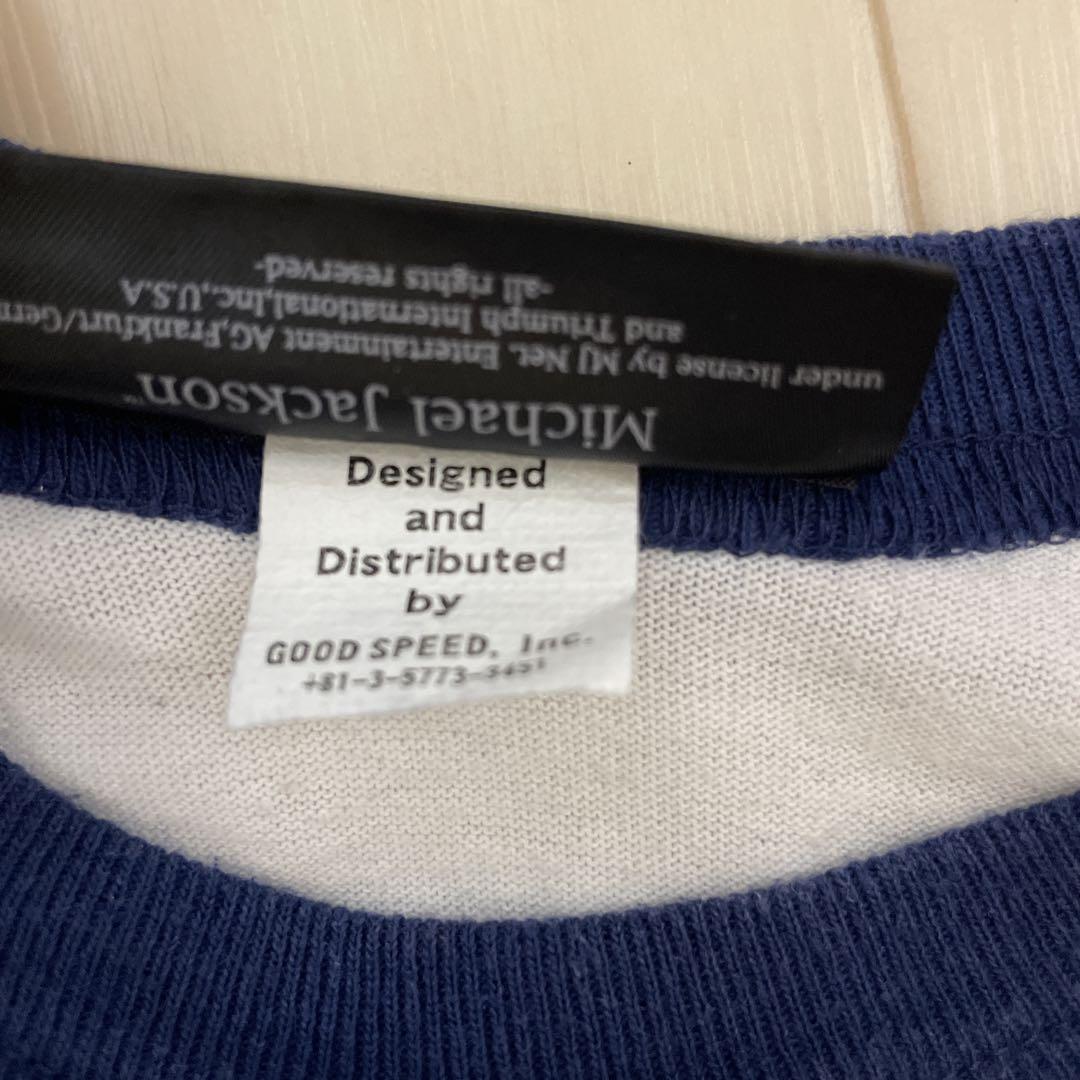 Michael Jackson™
under license by MJ Net. Entertainment AG,Frankfurt/Germ
and Triumph International,Inc.,U.S.A
-all rights reserved-
Designed
and
Distributed
by
GOOD SPEED, Inc.
+81-3-5773-5451